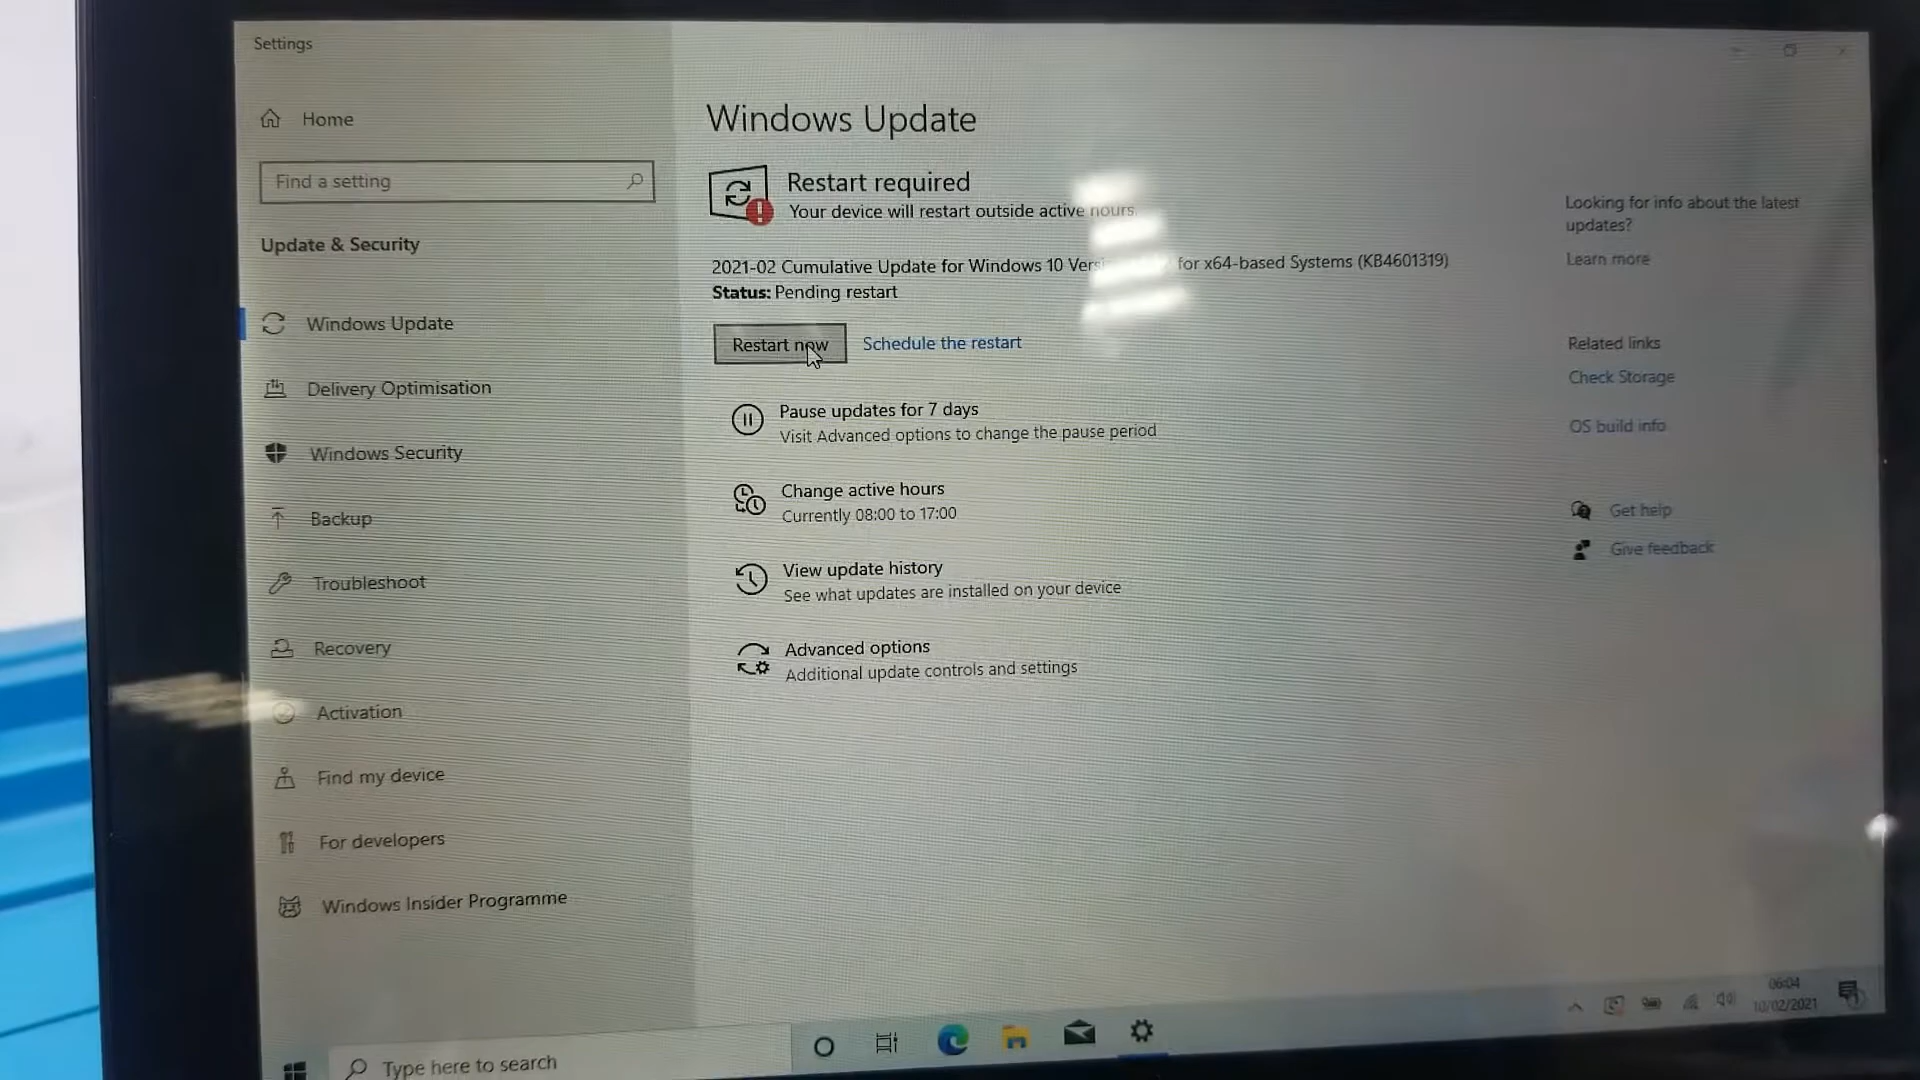 Settings
Home
Find a setting
Update & Security
Windows Update
Delivery Optimisation
Windows Security
Backup
Troubleshoot
Recovery
Activation
Find my device
For developers
Windows Insider Programme
Windows Update
Restart required
Your device will restart outside active hours.
2021-02 Cumulative Update for Windows 10 for x64-based Systems (KB4601319)
Status: Pending restart
Restart now
Schedule the restart
Pause updates for 7 days
Visit Advanced options to change the pause period
Change active hours
Currently 08:00 to 17:00
View update history
See what updates are installed on your device
Advanced options
Additional update controls and settings
Looking for info about the latest
updates?
Learn more
Related links
Check Storage
OS build info
Get help
Give feedback
Type here to search
06:04
10/02/2021